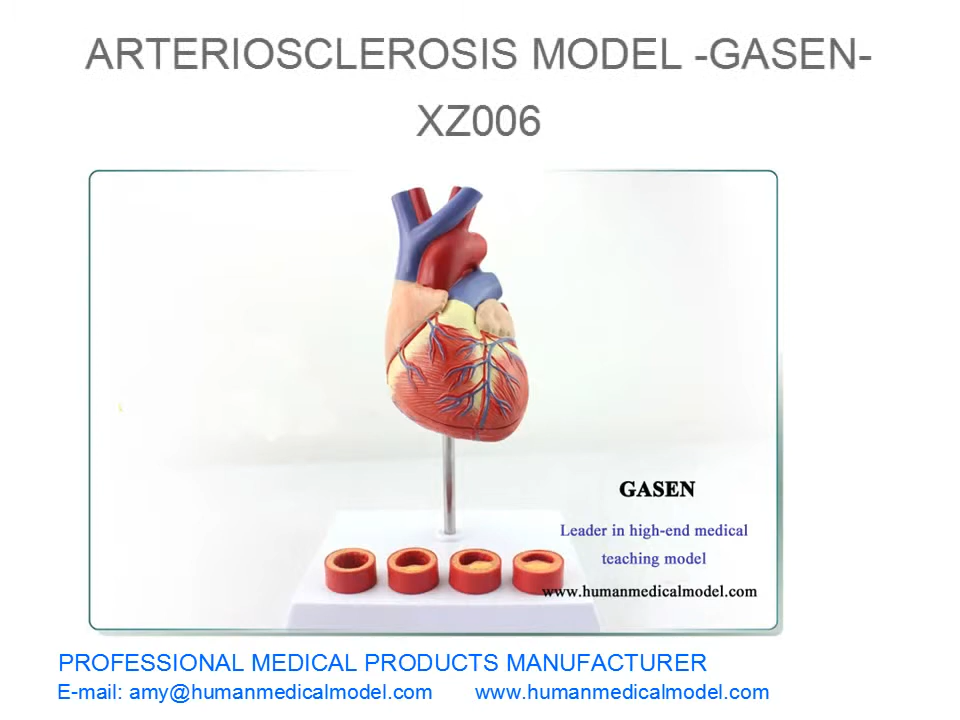 ARTERIOSCLEROSIS MODEL -GASEN-
XZ006
GASEN
Leader in high-end medical
teaching model
www.humanmedicalmodel.com
PROFESSIONAL MEDICAL PRODUCTS MANUFACTURER
E-mail: amy@humanmedicalmodel.com www.humanmedicalmodel.com